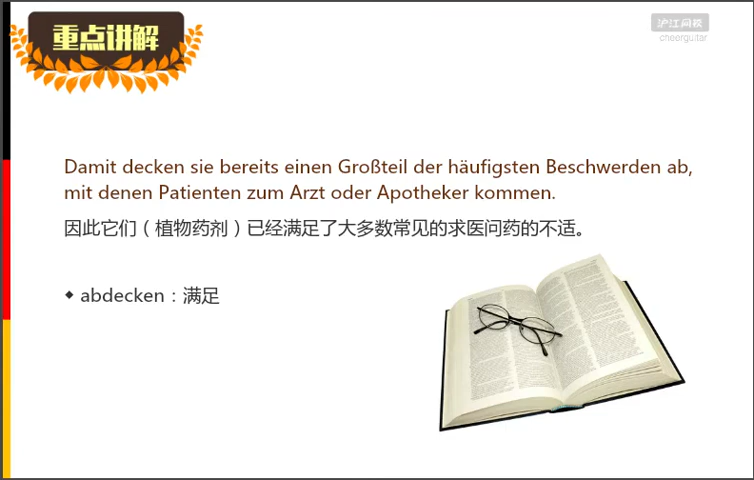 重点讲解
沪江网校
cheerguitar
Damit decken sie bereits einen Großteil der häufigsten Beschwerden ab,
mit denen Patienten zum Arzt oder Apotheker kommen.
因此它们（植物药剂）已经满足了大多数常见的求医问药的不适。
◆ abdecken：满足